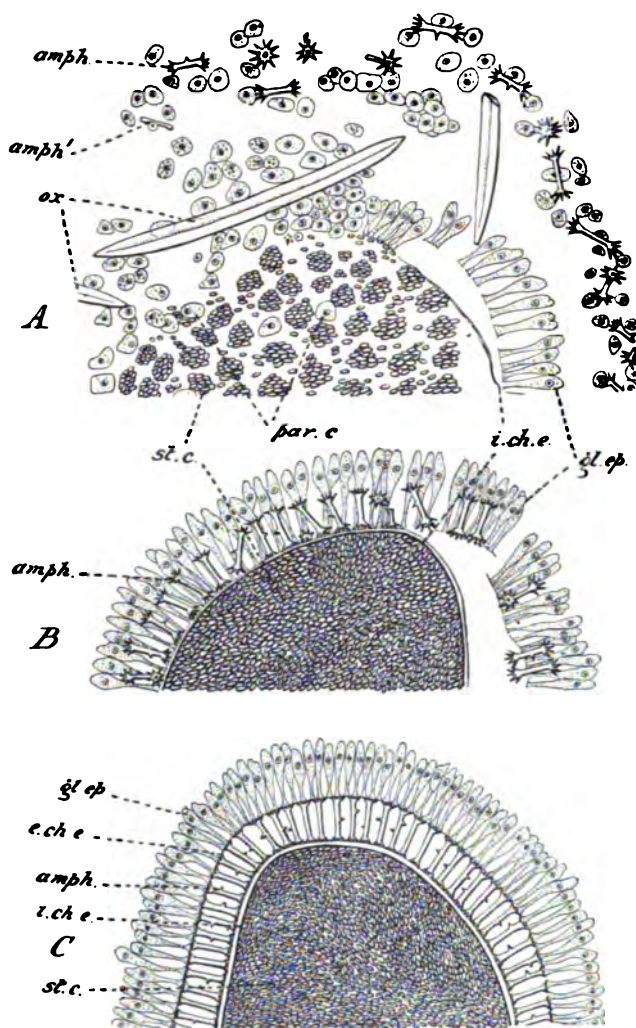 amph.
amph'
ox
A
par. c
st. c.
i.ch.e.
gl. ep.
amph.
B
gl ep
e.ch e
amph.
i.ch e.
C
st. c.